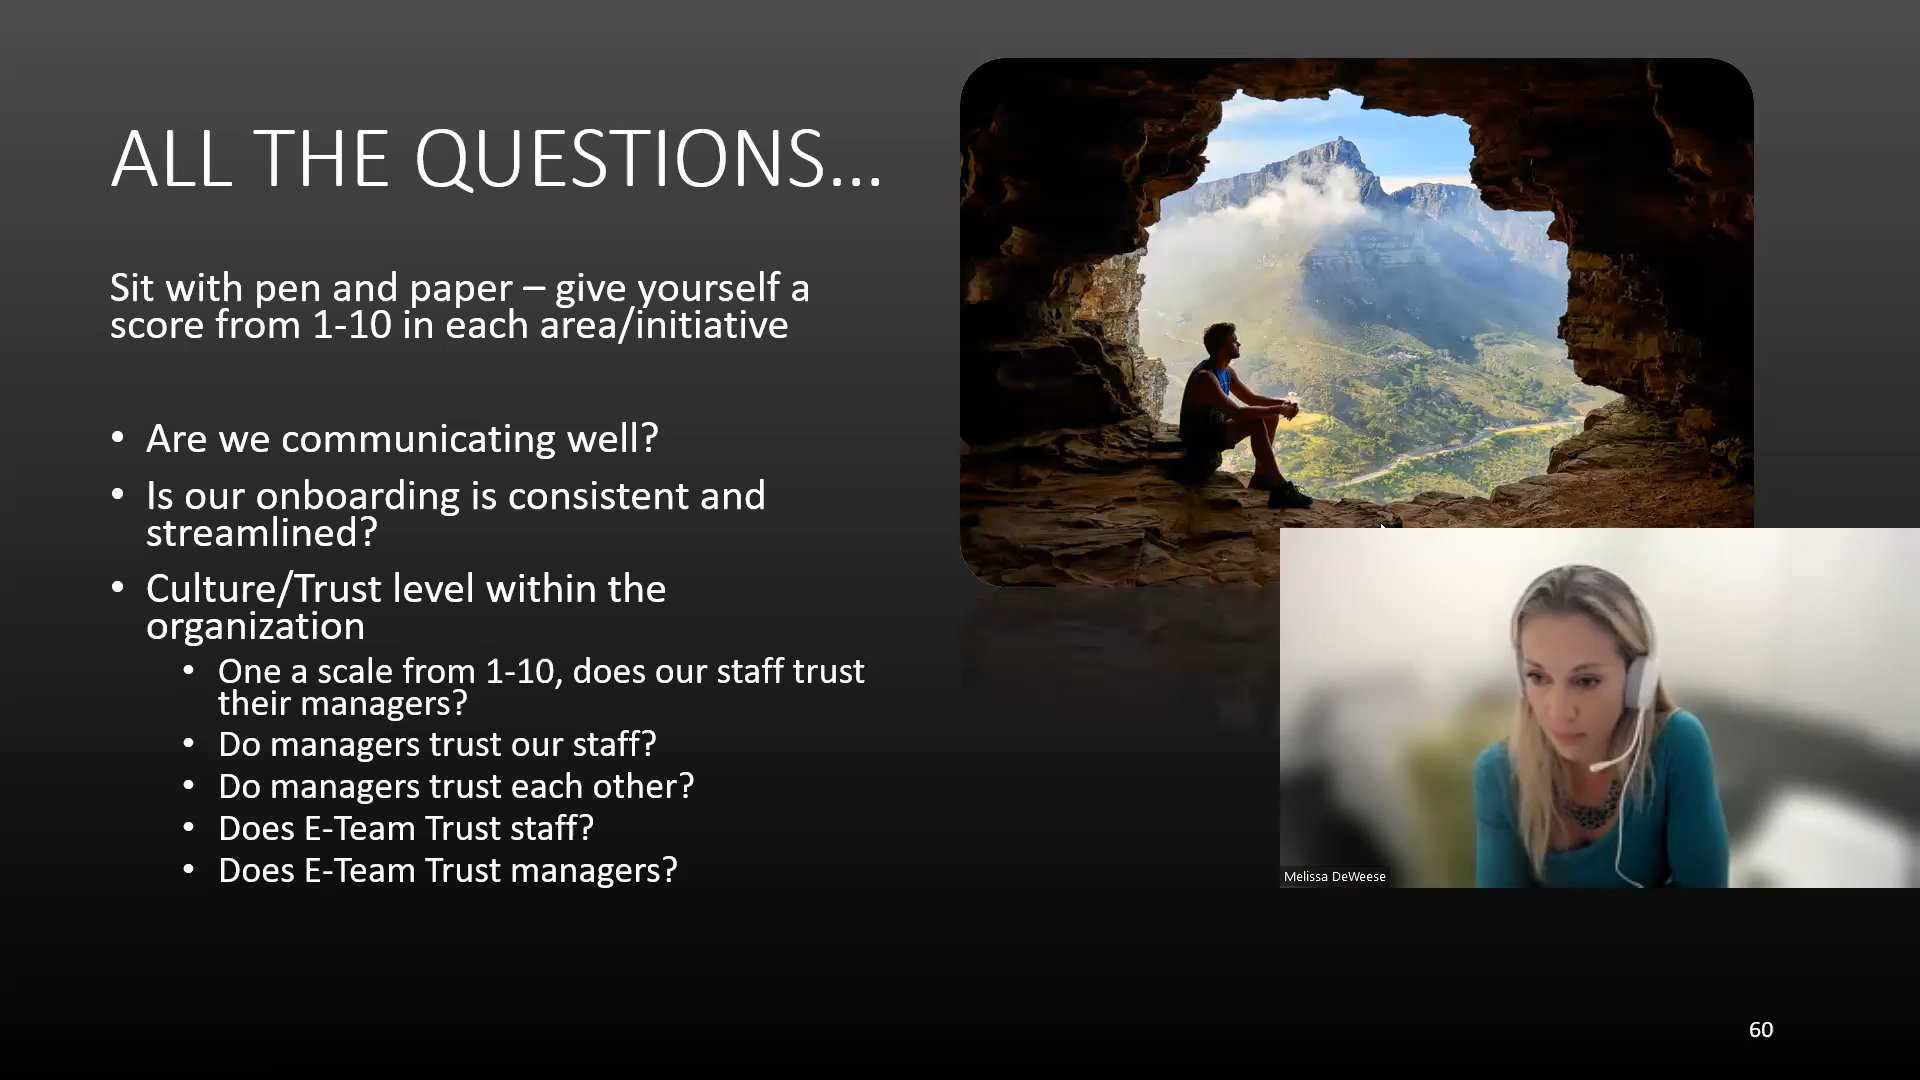 ALL THE QUESTIONS...
Sit with pen and paper – give yourself a
score from 1-10 in each area/initiative
• Are we communicating well?
• Is our onboarding is consistent and
streamlined?
• Culture/Trust level within the
organization
• One a scale from 1-10, does our staff trust
their managers?
• Do managers trust our staff?
• Do managers trust each other?
• Does E-Team Trust staff?
• Does E-Team Trust managers?
Melissa DeWeese
60